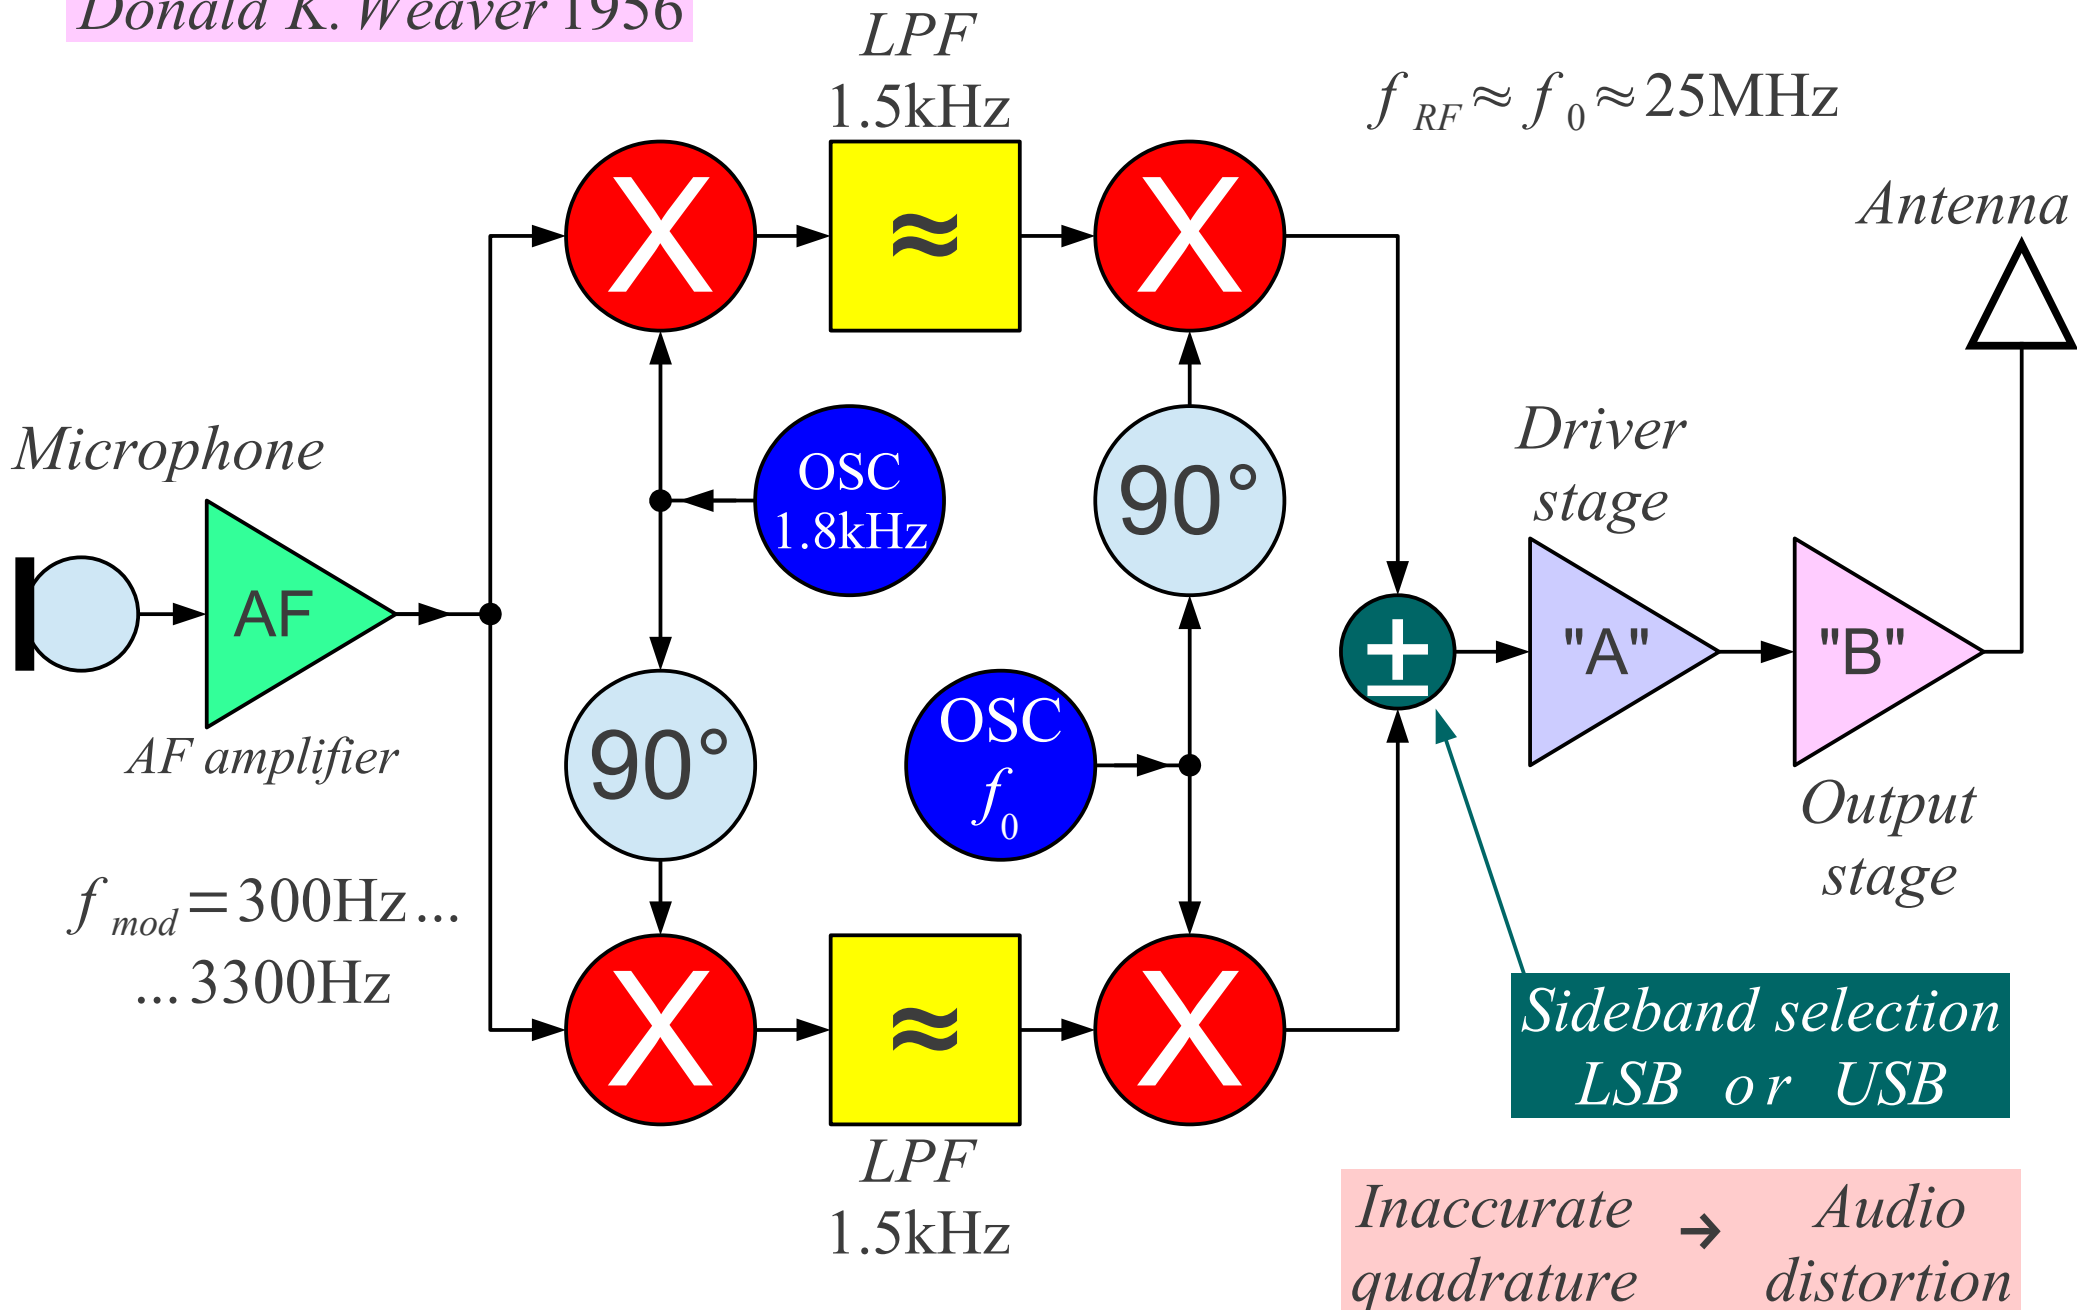 Donald K. Weaver 1956
LPF
1.5kHz
f RF ≈ f 0 ≈ 25MHz
Antenna
X
≈
X
Microphone
AF
AF amplifier
OSC
1.8kHz
90°
Driver
stage
±
"A"
"B"
90°
OSC
f 0
Output
stage
f mod = 300Hz ...
... 3300Hz
X
≈
X
LPF
1.5kHz
Sideband selection
LSB or USB
Inaccurate → Audio
quadrature distortion